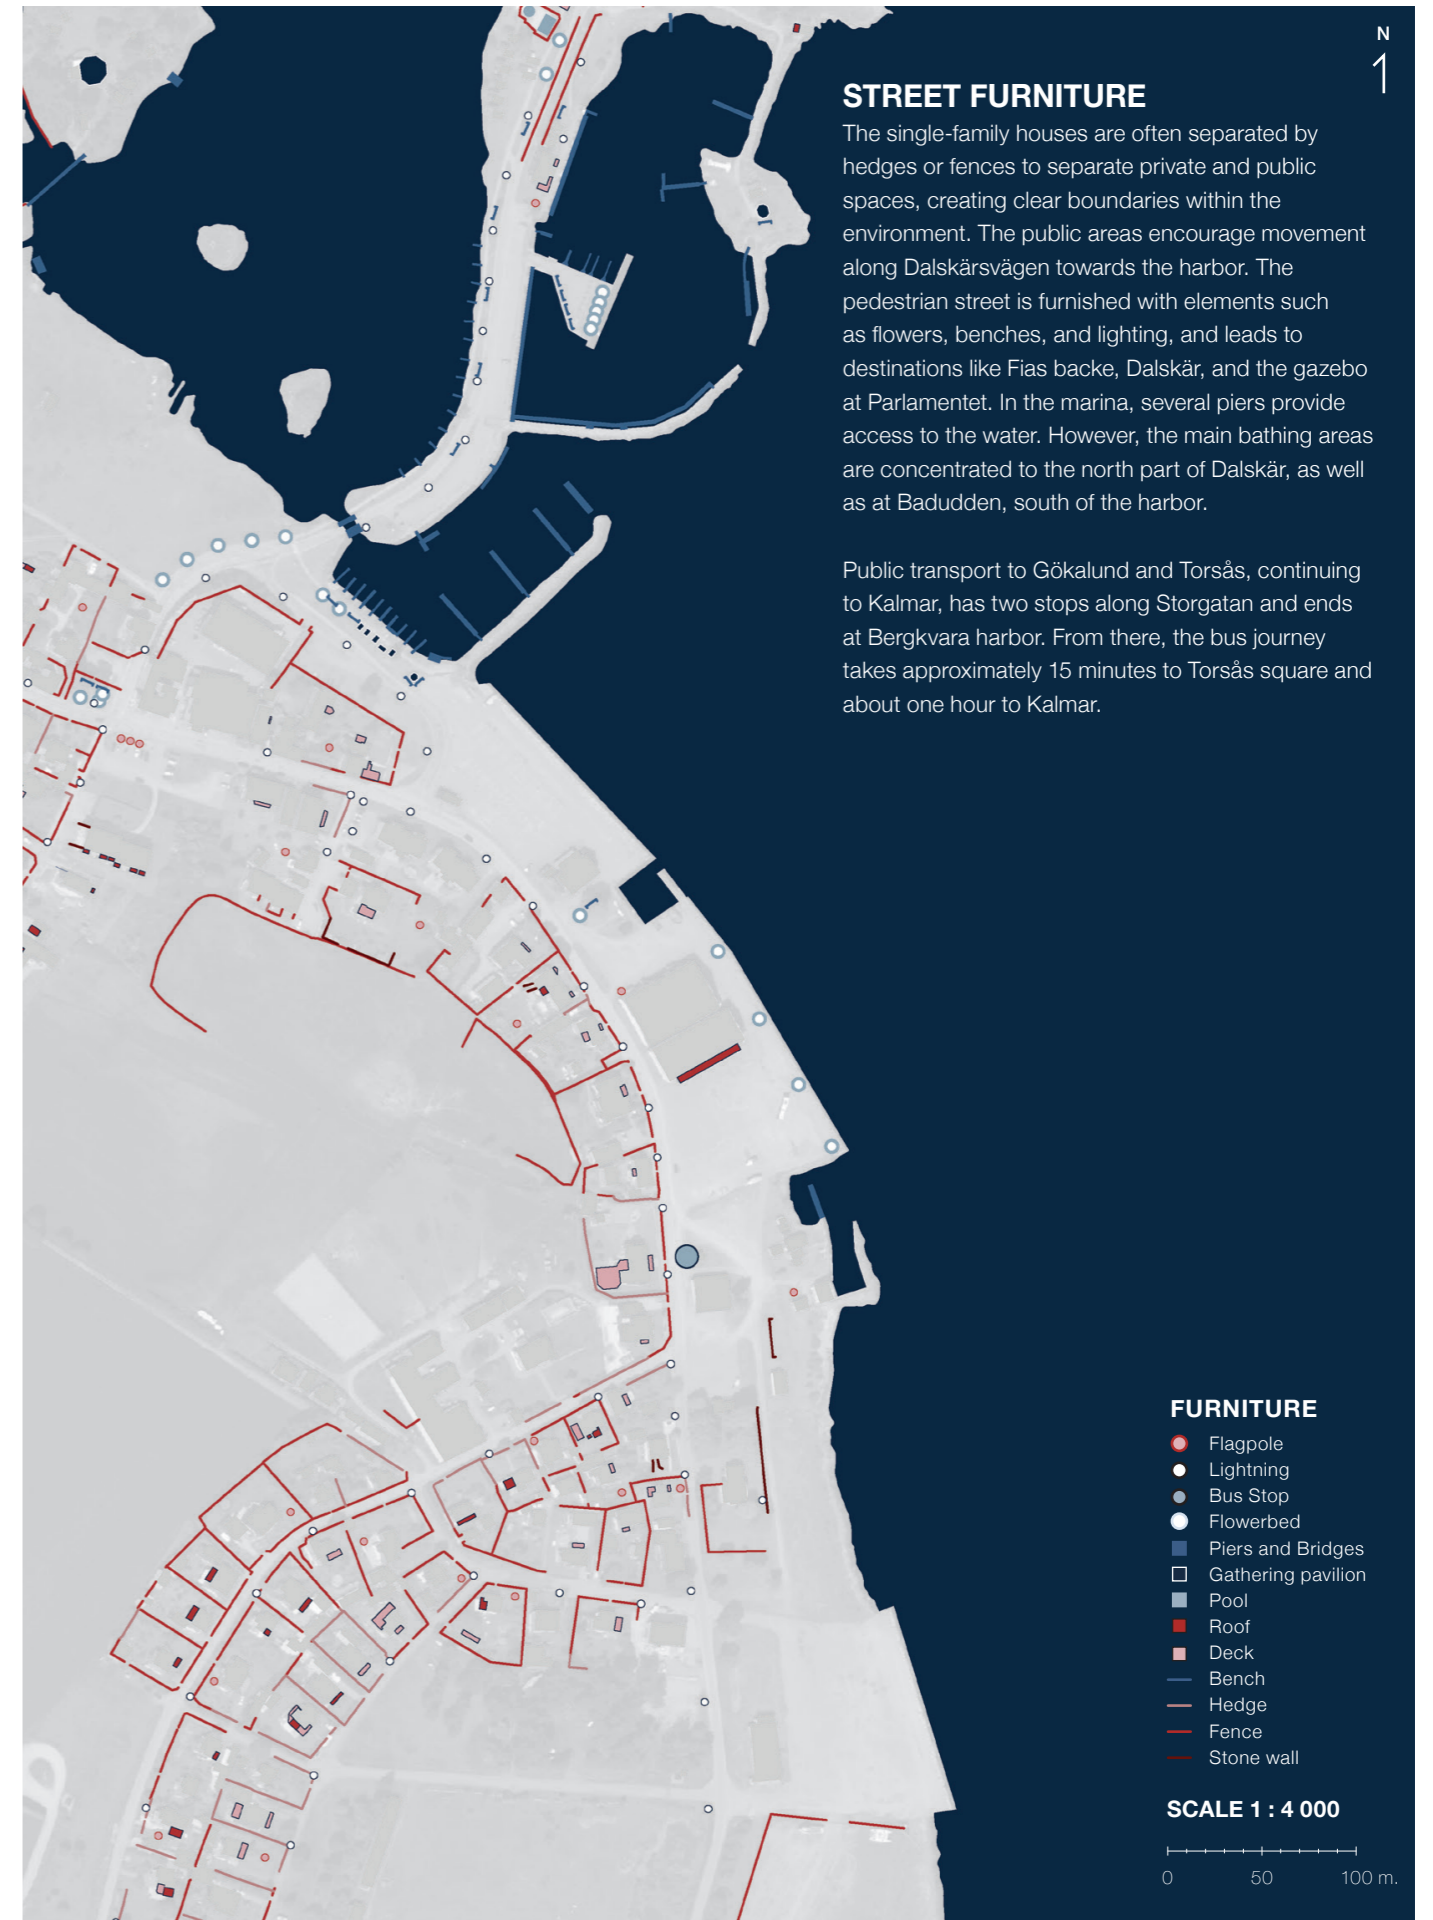 N
STREET FURNITURE
The single-family houses are often separated by
hedges or fences to separate private and public
spaces, creating clear boundaries within the
environment. The public areas encourage movement
along Dalskärsvägen towards the harbor. The
pedestrian street is furnished with elements such
as flowers, benches, and lighting, and leads to
destinations like Fias backe, Dalskär, and the gazebo
at Parlamentet. In the marina, several piers provide
access to the water. However, the main bathing areas
are concentrated to the north part of Dalskär, as well
as at Badudden, south of the harbor.
Public transport to Gökalund and Torsås, continuing
to Kalmar, has two stops along Storgatan and ends
at Bergkvara harbor. From there, the bus journey
takes approximately 15 minutes to Torsås square and
about one hour to Kalmar.
FURNITURE
Flagpole
Lightning
Bus Stop
Flowerbed
Piers and Bridges
Gathering pavilion
Pool
Roof
Deck
Bench
Hedge
Fence
Stone wall
SCALE 1 : 4 000
0 50 100 m.